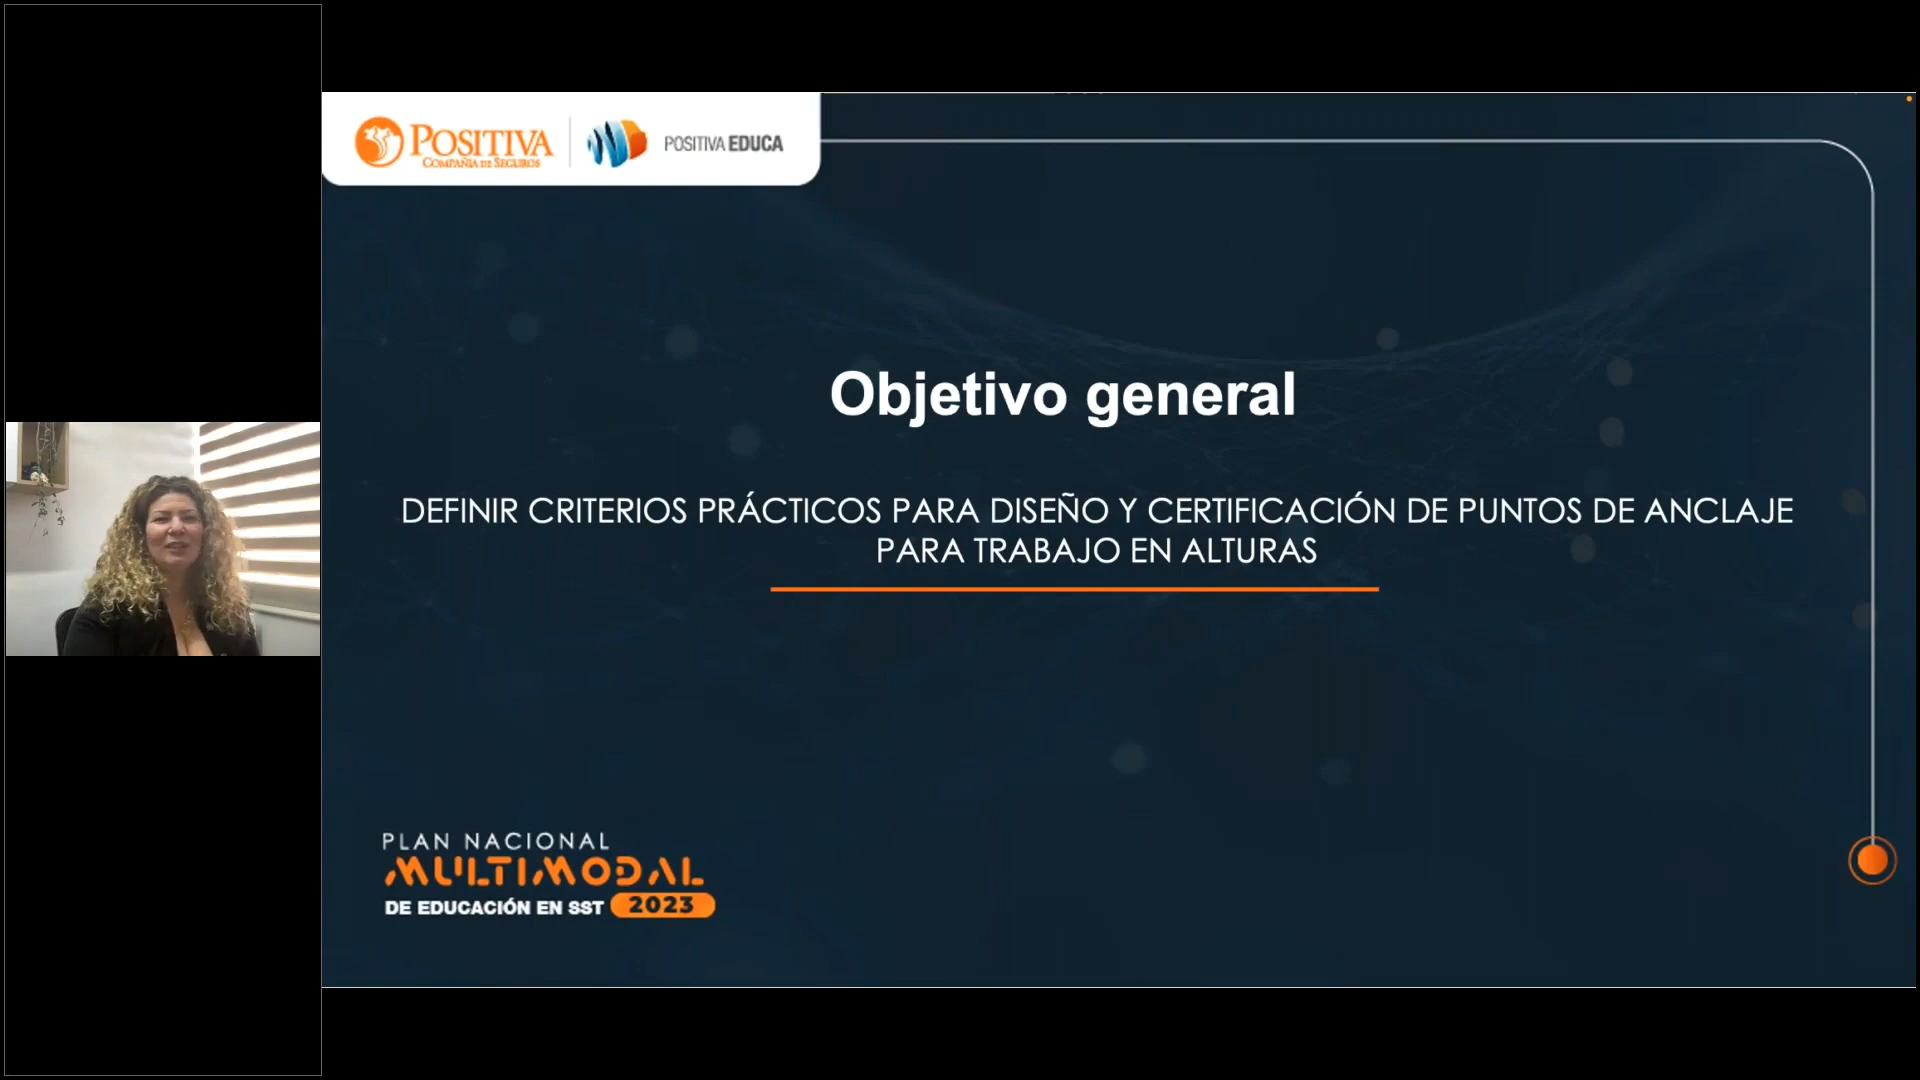 POSITIVA
COMPAÑIA DE SEGUROS
POSITIVA EDUCA
Objetivo general
DEFINIR CRITERIOS PRÁCTICOS PARA DISEÑO Y CERTIFICACIÓN DE PUNTOS DE ANCLAJE
PARA TRABAJO EN ALTURAS
PLAN NACIONAL
MULTIMODAL
DE EDUCACIÓN EN SST 2023